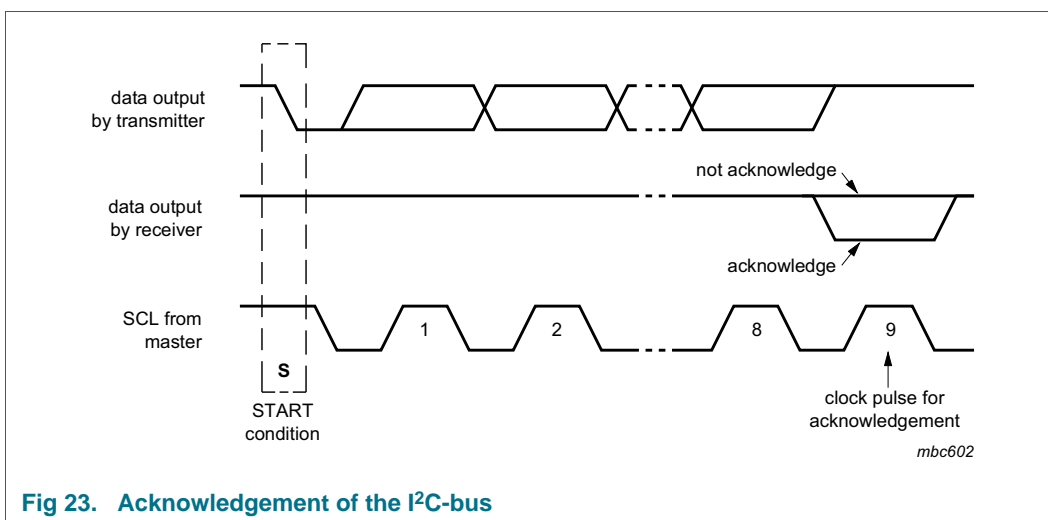 data output
by transmitter
not acknowledge
data output
by receiver
acknowledge
SCL from
master
1
2
8
9
S
START
condition
clock pulse for
acknowledgement
mbc602
Fig 23. Acknowledgement of the I²C-bus